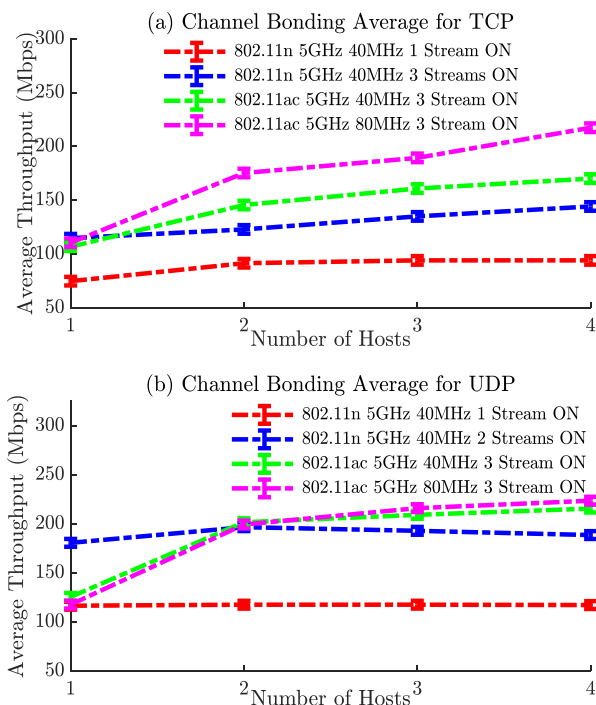 (a) Channel Bonding Average for TCP
300
250
200
150
100
50
Average Throughput (Mbps)
802.11n 5GHz 40MHz 1 Stream ON
802.11n 5GHz 40MHz 3 Streams ON
802.11ac 5GHz 40MHz 3 Stream ON
802.11ac 5GHz 80MHz 3 Stream ON
1 2 3 4
Number of Hosts
(b) Channel Bonding Average for UDP
300
250
200
150
100
50
Average Throughput (Mbps)
802.11n 5GHz 40MHz 1 Stream ON
802.11n 5GHz 40MHz 2 Streams ON
802.11ac 5GHz 40MHz 3 Stream ON
802.11ac 5GHz 80MHz 3 Stream ON
1 2 3 4
Number of Hosts